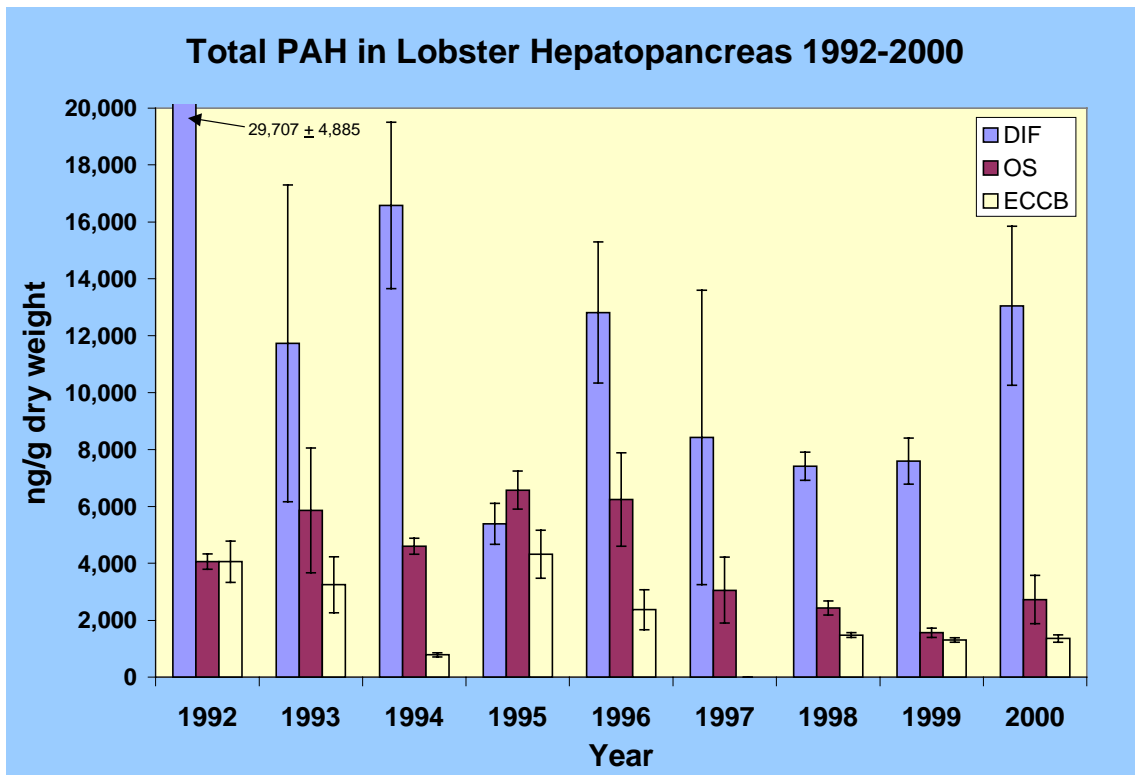 Total PAH in Lobster Hepatopancreas 1992-2000
20,000
29,707 ± 4,885
DIF
OS
ECCB
18,000
16,000
14,000
12,000
10,000
8,000
6,000
4,000
2,000
0
ng/g dry weight
1992 1993 1994 1995 1996 1997 1998 1999 2000
Year